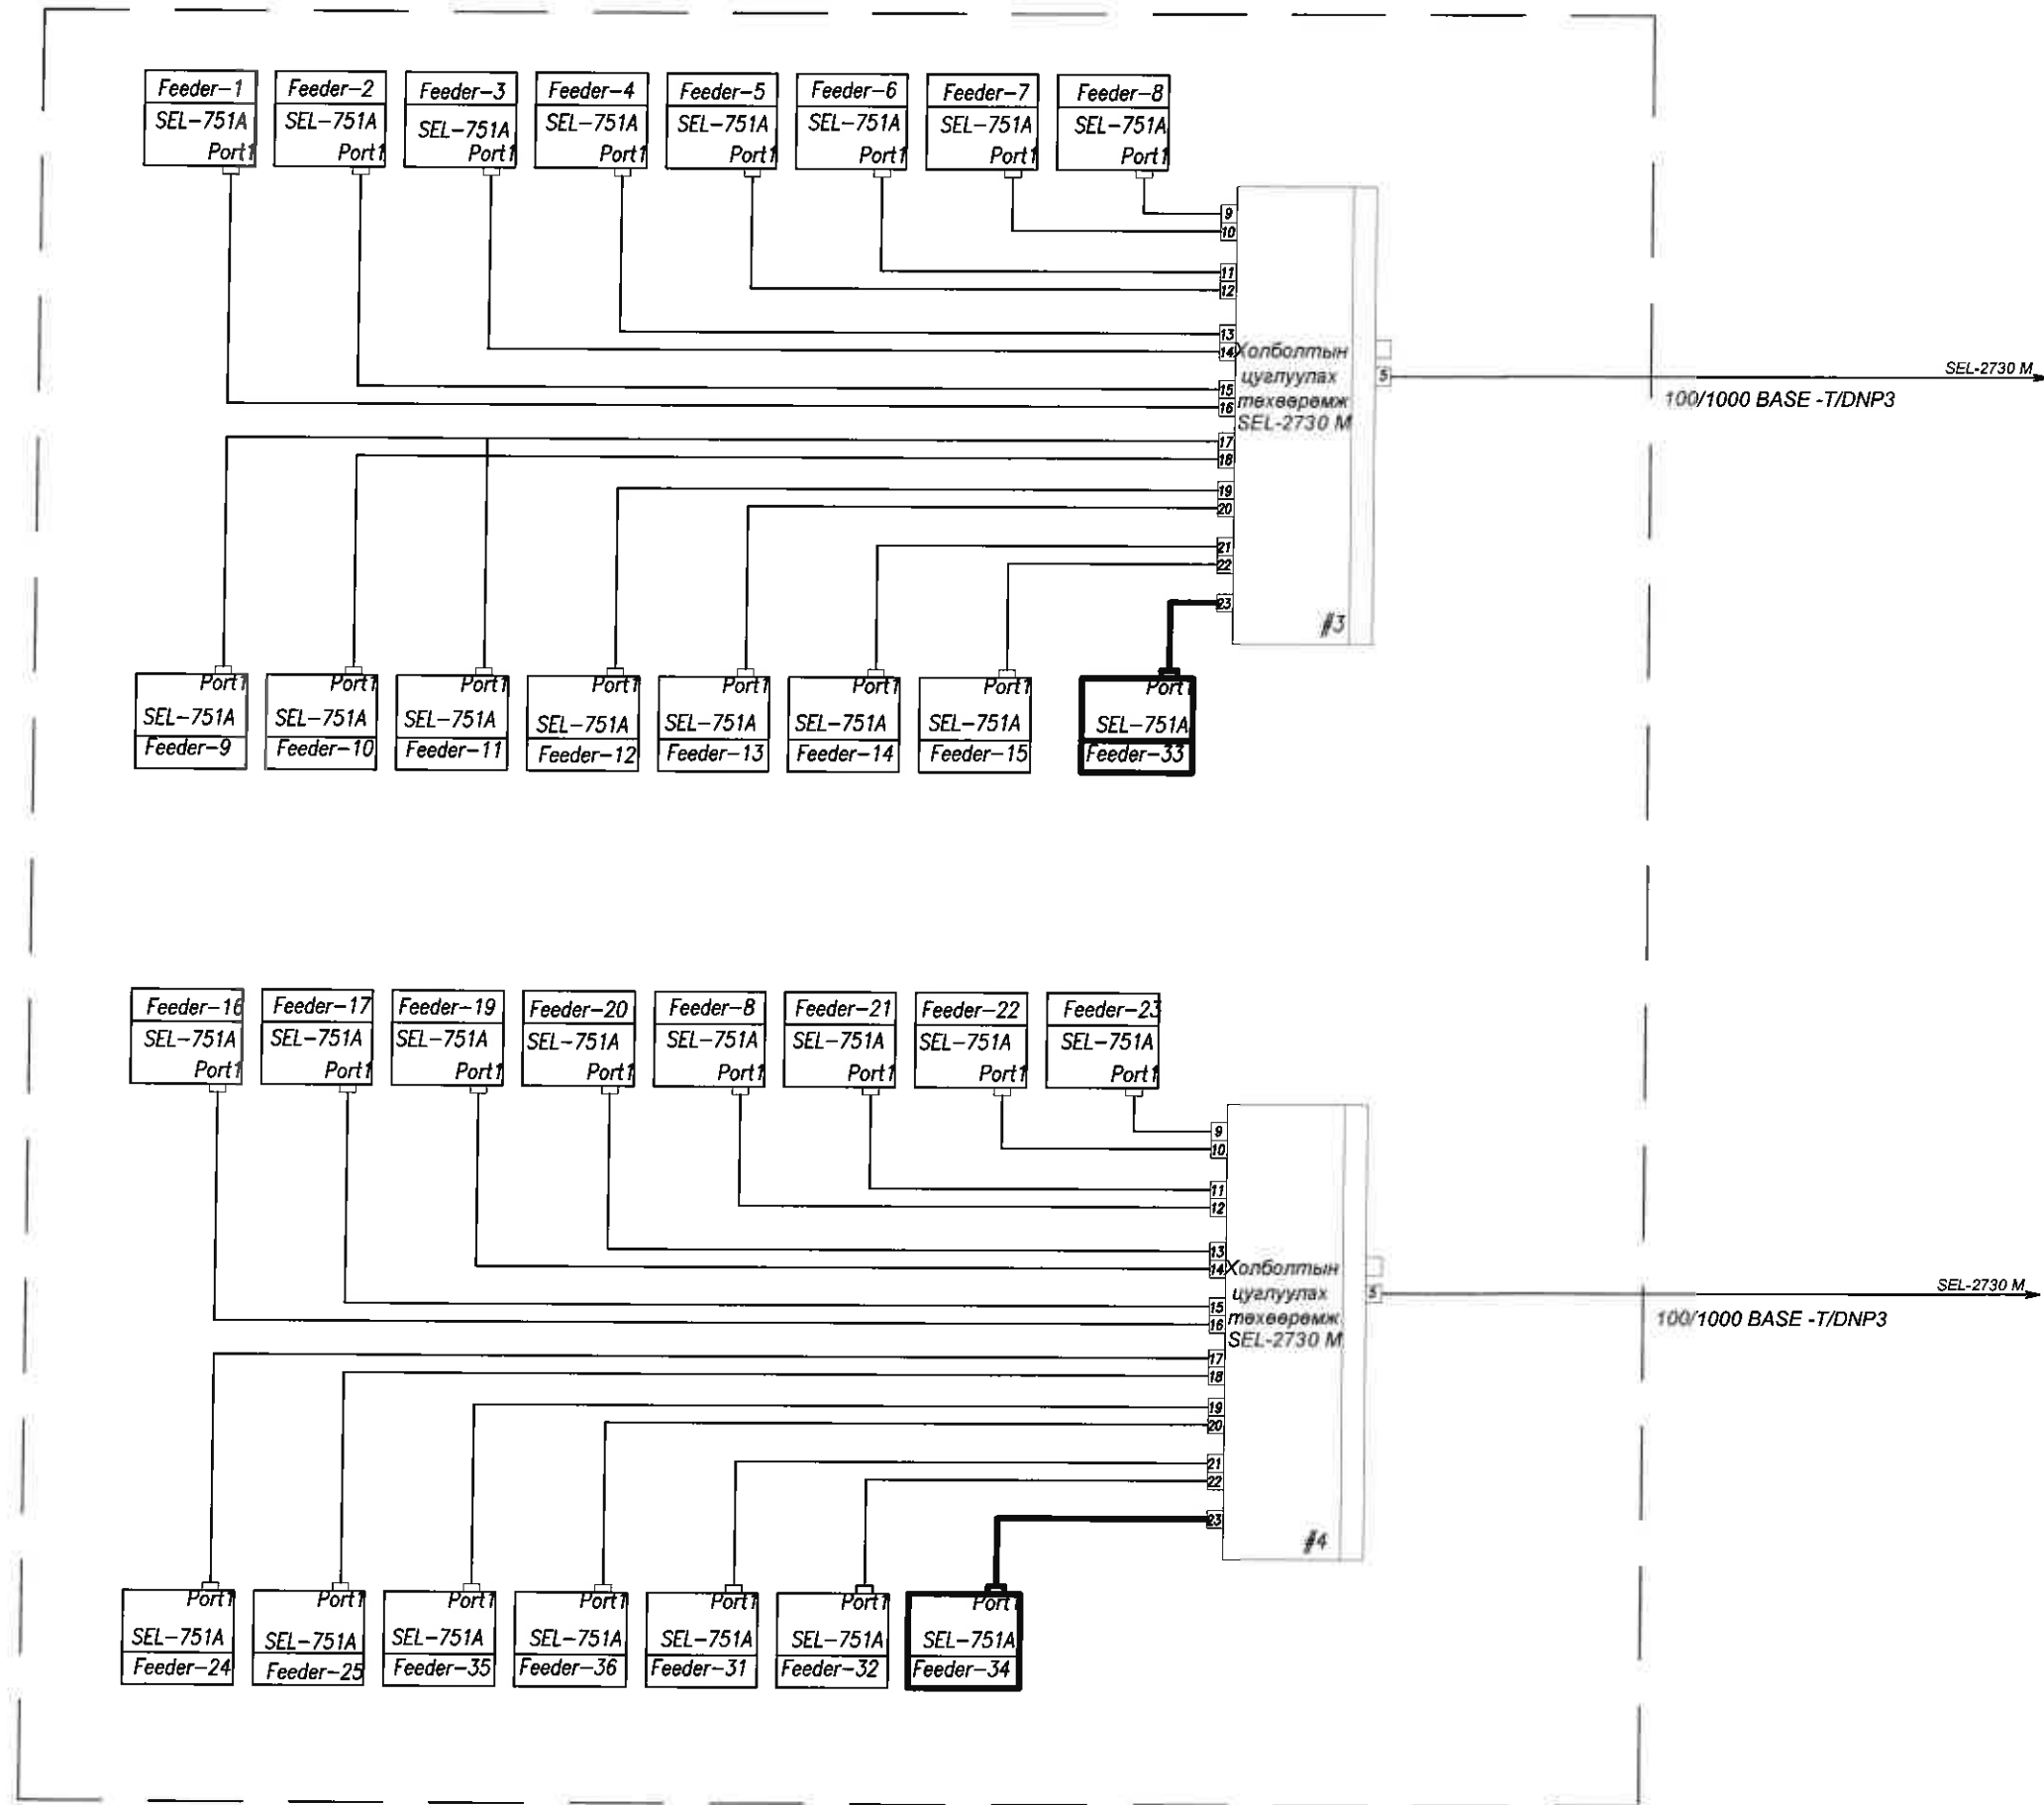 Feeder-1
SEL-751A
Port1
Feeder-2
SEL-751A
Port1
Feeder-3
SEL-751A
Port1
Feeder-4
SEL-751A
Port1
Feeder-5
SEL-751A
Port1
Feeder-6
SEL-751A
Port1
Feeder-7
SEL-751A
Port1
Feeder-8
SEL-751A
Port1
9
10
11
12
13
14
15
16
17
18
19
20
21
22
23
Холболтын
цуглуулах
төхөөрөмж
SEL-2730 M
#3
5
SEL-2730 M
100/1000 BASE -T/DNP3
Port1
SEL-751A
Feeder-9
Port1
SEL-751A
Feeder-10
Port1
SEL-751A
Feeder-11
Port1
SEL-751A
Feeder-12
Port1
SEL-751A
Feeder-13
Port1
SEL-751A
Feeder-14
Port1
SEL-751A
Feeder-15
Port1
SEL-751A
Feeder-33
Feeder-16
SEL-751A
Port1
Feeder-17
SEL-751A
Port1
Feeder-19
SEL-751A
Port1
Feeder-20
SEL-751A
Port1
Feeder-8
SEL-751A
Port1
Feeder-21
SEL-751A
Port1
Feeder-22
SEL-751A
Port1
Feeder-23
SEL-751A
Port1
9
10
11
12
13
14
15
16
17
18
19
20
21
22
23
Холболтын
цуглуулах
төхөөрөмж
SEL-2730 M
#4
5
SEL-2730 M
100/1000 BASE -T/DNP3
Port1
SEL-751A
Feeder-24
Port1
SEL-751A
Feeder-25
Port1
SEL-751A
Feeder-35
Port1
SEL-751A
Feeder-36
Port1
SEL-751A
Feeder-31
Port1
SEL-751A
Feeder-32
Port1
SEL-751A
Feeder-34